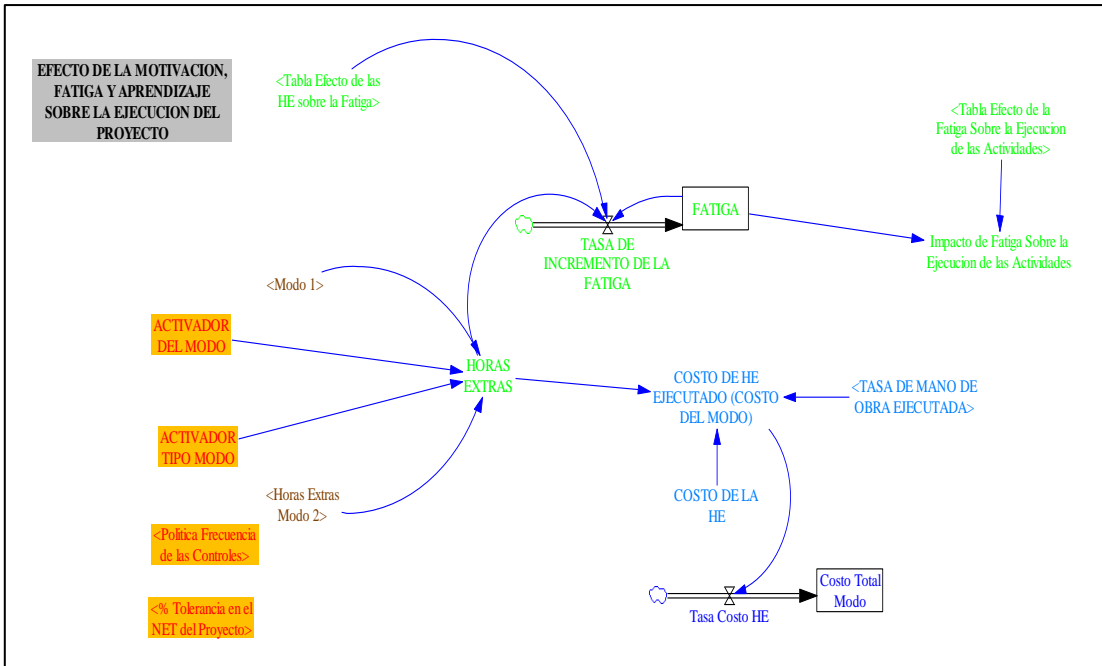 EFECTO DE LA MOTIVACION,
FATIGA Y APRENDIZAJE
SOBRE LA EJECUCION DEL
PROYECTO
<Tabla Efecto de las
HE sobre la Fatiga>
<Tabla Efecto de la
Fatiga Sobre la Ejecucion
de las Actividades>
FATIGA
TASA DE
INCREMENTO DE LA
FATIGA
Impacto de Fatiga Sobre la
Ejecucion de las Actividades
<Modo 1>
ACTIVADOR
DEL MODO
HORAS
EXTRAS
COSTO DE HE
EJECUTADO (COSTO
DEL MODO)
<TASA DE MANO DE
OBRA EJECUTADA>
ACTIVADOR
TIPO MODO
<Horas Extras
Modo 2>
COSTO DE LA
HE
<Politica Frecuencia
de las Controles>
<% Tolerancia en el
NET del Proyecto>
Tasa Costo HE
Costo Total
Modo